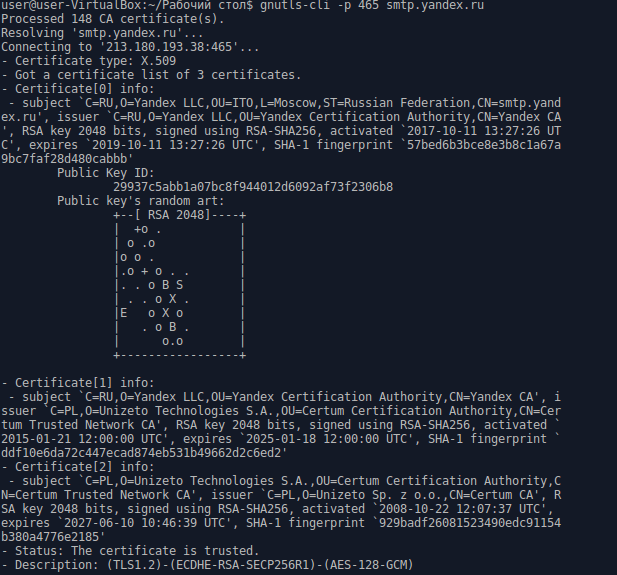 user@user-VirtualBox:~/Рабочий стол$ gnutls-cli -p 465 smtp.yandex.ru
Processed 148 CA certificate(s).
Resolving 'smtp.yandex.ru'...
Connecting to '213.180.193.38:465'...
- Certificate type: X.509
- Got a certificate list of 3 certificates.
- Certificate[0] info:
 - subject `C=RU,O=Yandex LLC,OU=ITO,L=Moscow,ST=Russian Federation,CN=smtp.yand
ex.ru', issuer `C=RU,O=Yandex LLC,OU=Yandex Certification Authority,CN=Yandex CA
', RSA key 2048 bits, signed using RSA-SHA256, activated `2017-10-11 13:27:26 UT
C', expires `2019-10-11 13:27:26 UTC', SHA-1 fingerprint `57bed6b3bce8e3b8c1a67a
9bc7faf28d480cabbb'
        Public Key ID:
                29937c5abb1a07bc8f944012d6092af73f2306b8
        Public key's random art:
                +--[ RSA 2048]----+
                |  +o .           |
                | o .o            |
                |o o .            |
                |.o + o . .       |
                |. . o B S        |
                | . . o X .       |
                |E   o X o        |
                |   . o B .       |
                |      o.o        |
                +-----------------+

- Certificate[1] info:
 - subject `C=RU,O=Yandex LLC,OU=Yandex Certification Authority,CN=Yandex CA', i
ssuer `C=PL,O=Unizeto Technologies S.A.,OU=Certum Certification Authority,CN=Cer
tum Trusted Network CA', RSA key 2048 bits, signed using RSA-SHA256, activated `
2015-01-21 12:00:00 UTC', expires `2025-01-18 12:00:00 UTC', SHA-1 fingerprint `
ddf10e6da72c447ecad874eb531b49662d2c6ed2'
- Certificate[2] info:
 - subject `C=PL,O=Unizeto Technologies S.A.,OU=Certum Certification Authority,C
N=Certum Trusted Network CA', issuer `C=PL,O=Unizeto Sp. z o.o.,CN=Certum CA', R
SA key 2048 bits, signed using RSA-SHA256, activated `2008-10-22 12:07:37 UTC',
expires `2027-06-10 10:46:39 UTC', SHA-1 fingerprint `929badf26081523490edc91154
b380a4776e2185'
- Status: The certificate is trusted.
- Description: (TLS1.2)-(ECDHE-RSA-SECP256R1)-(AES-128-GCM)